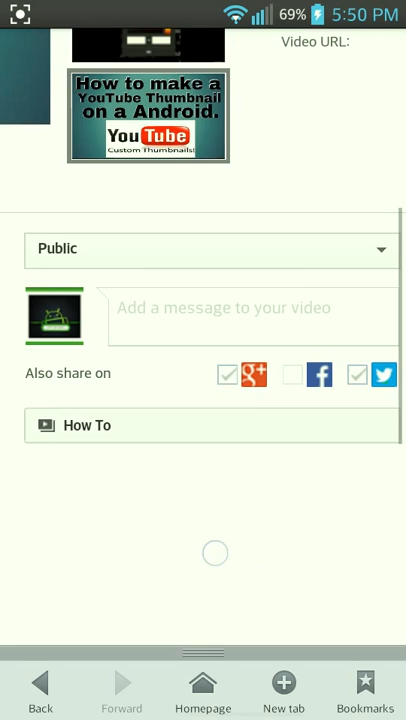 69% 5:50 PM
Video URL:
How to make a
YouTube Thumbnail
on a Android.
YouTube
Custom Thumbnails!
Public
Add a message to your video
Also share on
How To
Back
Forward
Homepage
New tab
Bookmarks